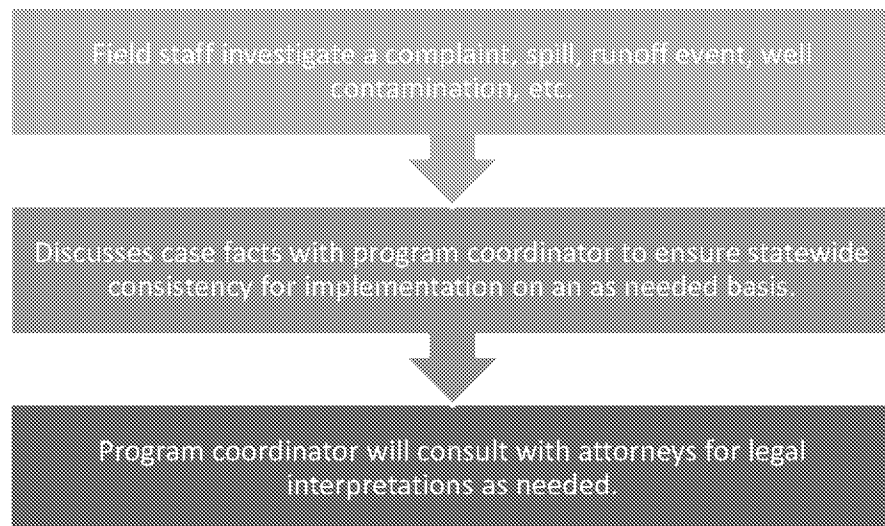 Field staff investigate a complaint, spill, runoff event, well
contamination, etc.
Discusses case facts with program coordinator to ensure statewide
consistency for implementation on an as needed basis.
Program coordinator will consult with attorneys for legal
interpretations as needed.